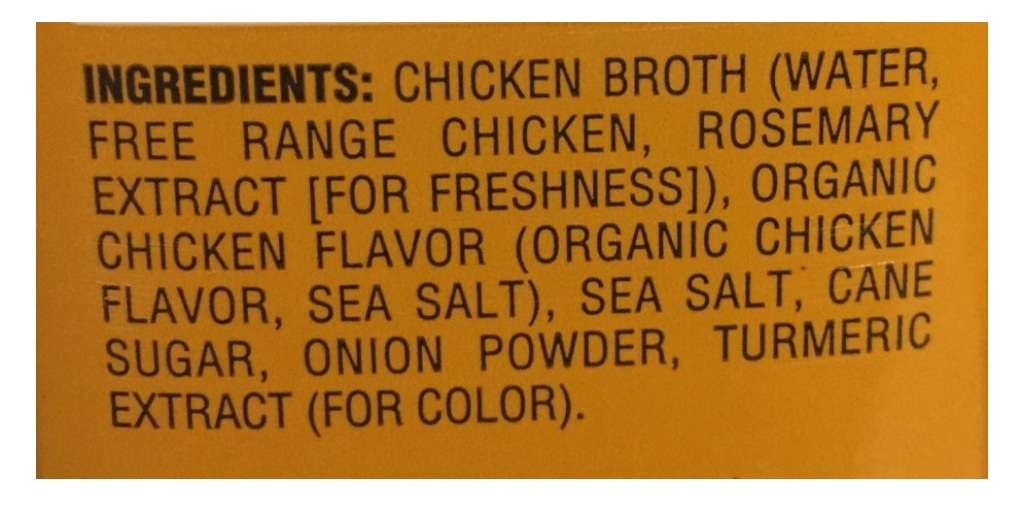 INGREDIENTS: CHICKEN BROTH (WATER,
FREE RANGE CHICKEN, ROSEMARY
EXTRACT [FOR FRESHNESS]), ORGANIC
CHICKEN FLAVOR (ORGANIC CHICKEN
FLAVOR, SEA SALT), SEA SALT, CANE
SUGAR, ONION POWDER, TURMERIC
EXTRACT (FOR COLOR).